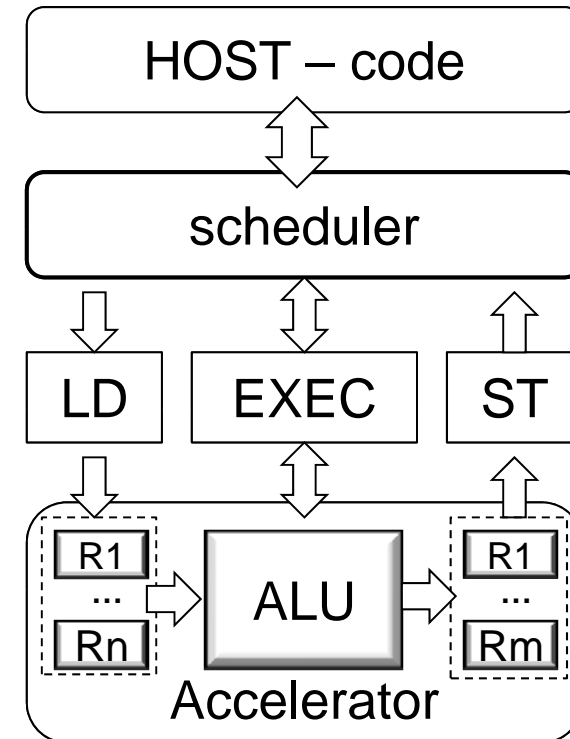 HOST – code
scheduler
LD
EXEC
ST
R1
...
Rn
ALU
R1
...
Rm
Accelerator